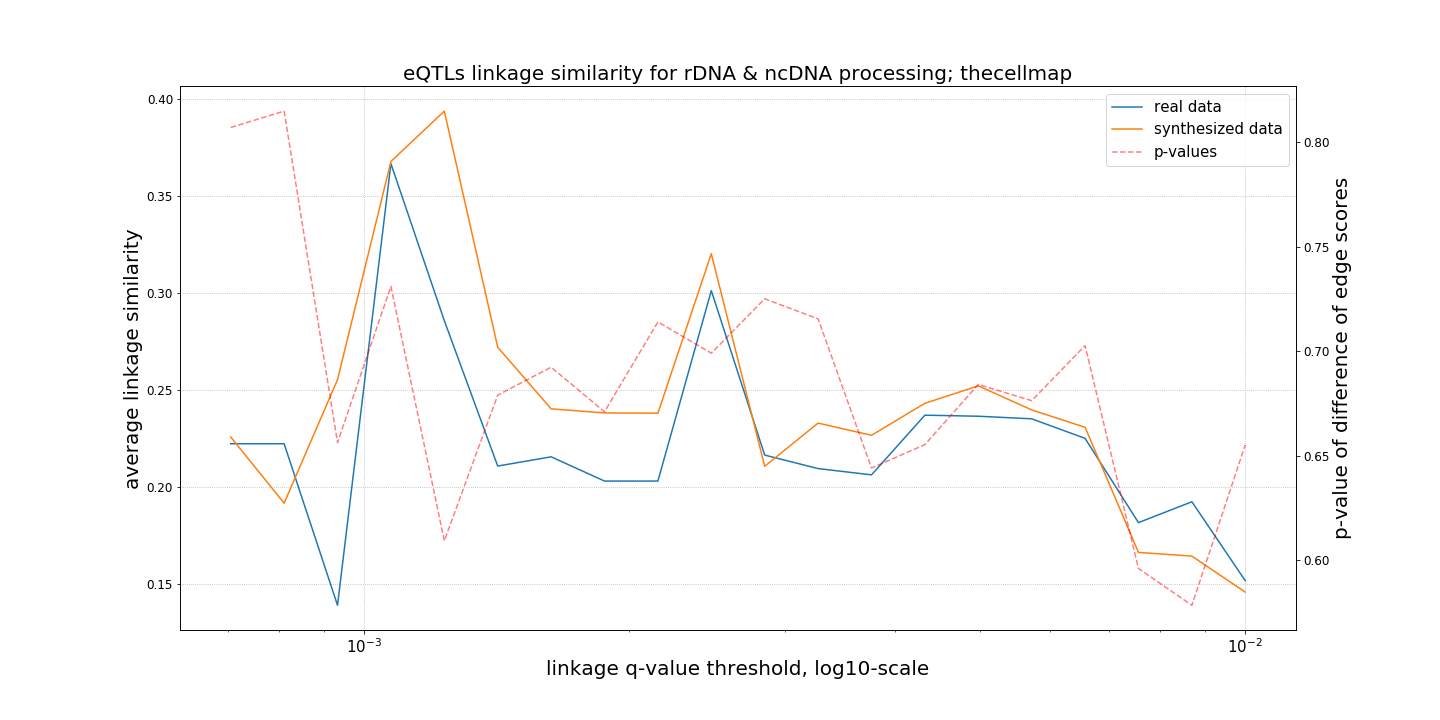 eQTLs linkage similarity for rDNA & ncDNA processing; thecellmap
real data
synthesized data
p-values
0.40
0.35
0.30
0.25
0.20
0.15
average linkage similarity
0.80
0.75
0.70
0.65
0.60
p-value of difference of edge scores
10⁻³
10⁻²
linkage q-value threshold, log10-scale